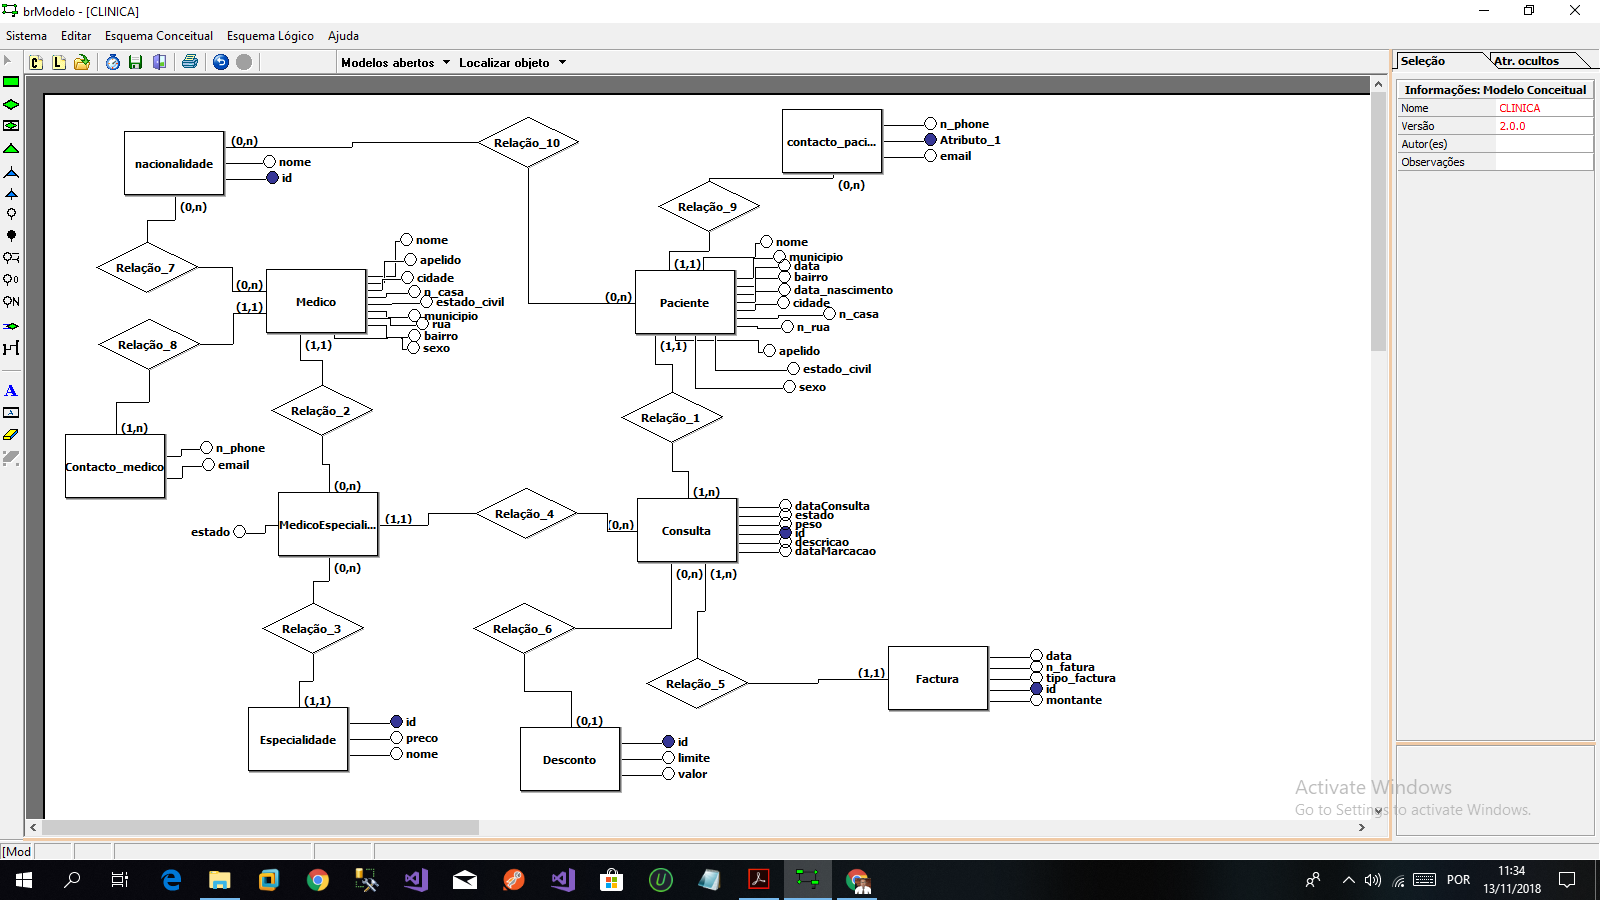 brModelo - [CLINICA]
Sistema Editar Esquema Conceitual Esquema Lógico Ajuda
Modelos abertos Localizar objeto
Seleção Atr. ocultos
Informações: Modelo Conceitual
Nome CLINICA
Versão 2.0.0
Autor(es)
Observações
nacionalidade
(0,n)
nome
id
(0,n)
Relação_10
contacto_paci...
n_phone
Atributo_1
email
(0,n)
Relação_9
Relação_7
(0,n)
(1,1)
Medico
nome
apelido
cidade
n_casa
estado_civil
municipio
rua
bairro
sexo
(1,1)
(0,n)
(1,1)
Paciente
nome
municipio
data
bairro
data_nascimento
cidade
n_casa
n_rua
apelido
estado_civil
sexo
(1,1)
Relação_8
(1,n)
Contacto_medico
n_phone
email
Relação_2
(0,n)
Relação_1
(1,n)
MedicoEspeciali...
estado
(1,1)
(0,n)
Relação_4
(0,n)
Consulta
dataConsulta
estado
peso
id
descricao
dataMarcacao
(0,n) (1,n)
Relação_3
(1,1)
Especialidade
id
preco
nome
Relação_6
(0,1)
Desconto
id
limite
valor
Relação_5
(1,1)
Factura
data
n_fatura
tipo_factura
id
montante
Activate Windows
Go to Settings to activate Windows.
[Mod
POR
11:34
13/11/2018